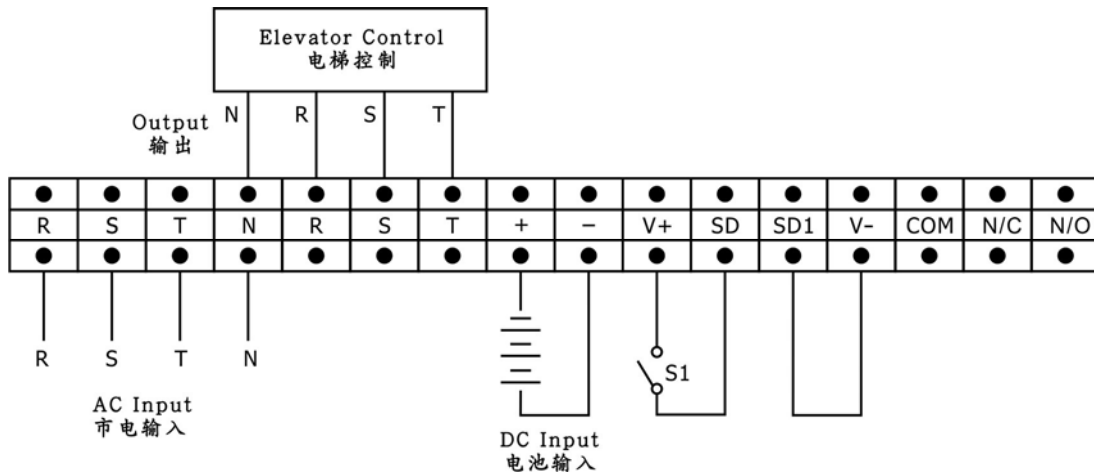 Elevator Control
电梯控制
N R S T
Output
输出
R S T N R S T + − V+ SD SD1 V- COM N/C N/O
R S T N
S1
AC Input
市电输入
DC Input
电池输入